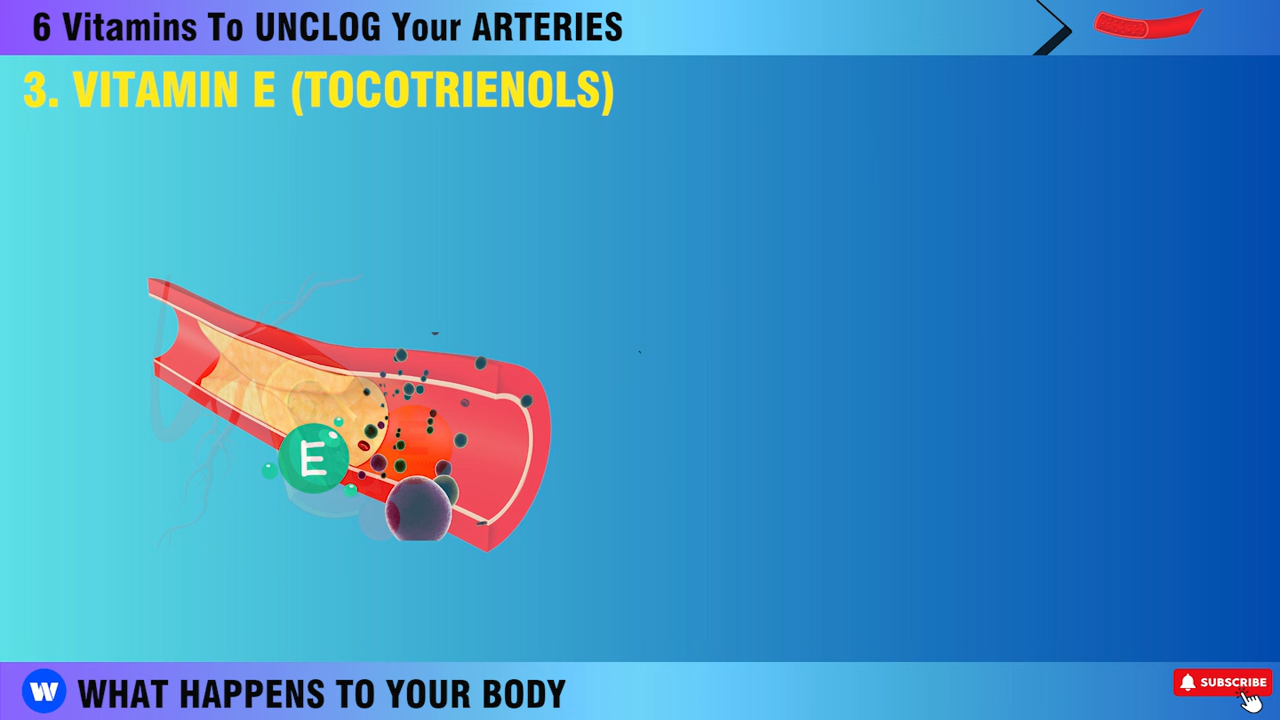 6 Vitamins To UNCLOG Your ARTERIES
3. VITAMIN E (TOCOTRIENOLS)
E
W WHAT HAPPENS TO YOUR BODY
SUBSCRIBE